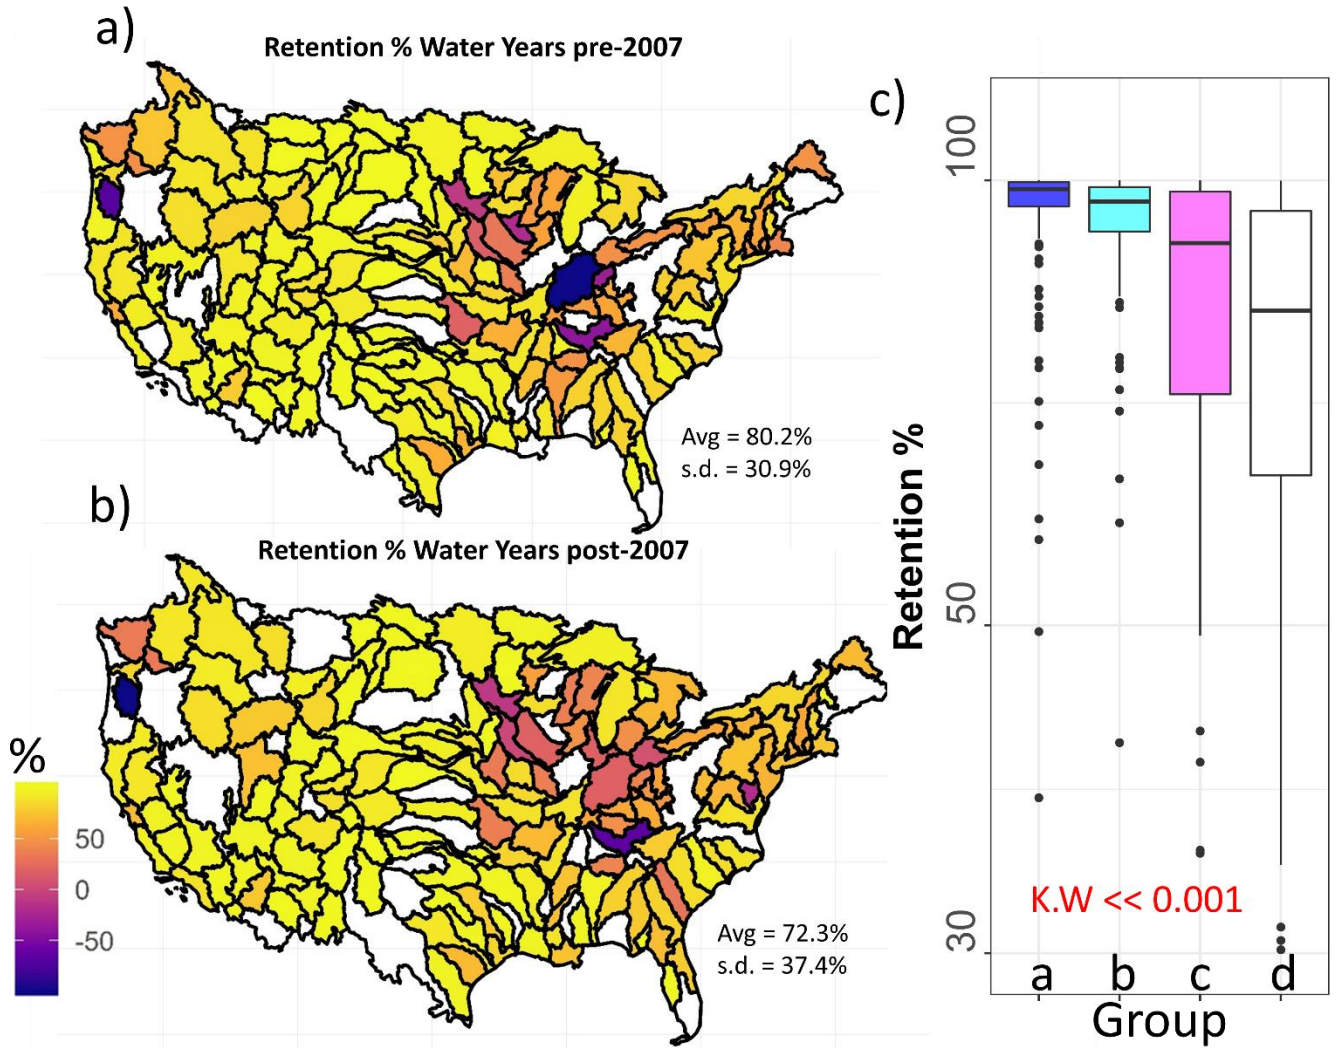 a)
Retention % Water Years pre-2007
Avg = 80.2%
s.d. = 30.9%
b)
Retention % Water Years post-2007
%
50
0
-50
Avg = 72.3%
s.d. = 37.4%
c)
Retention %
100
50
30
K.W << 0.001
a b c d
Group